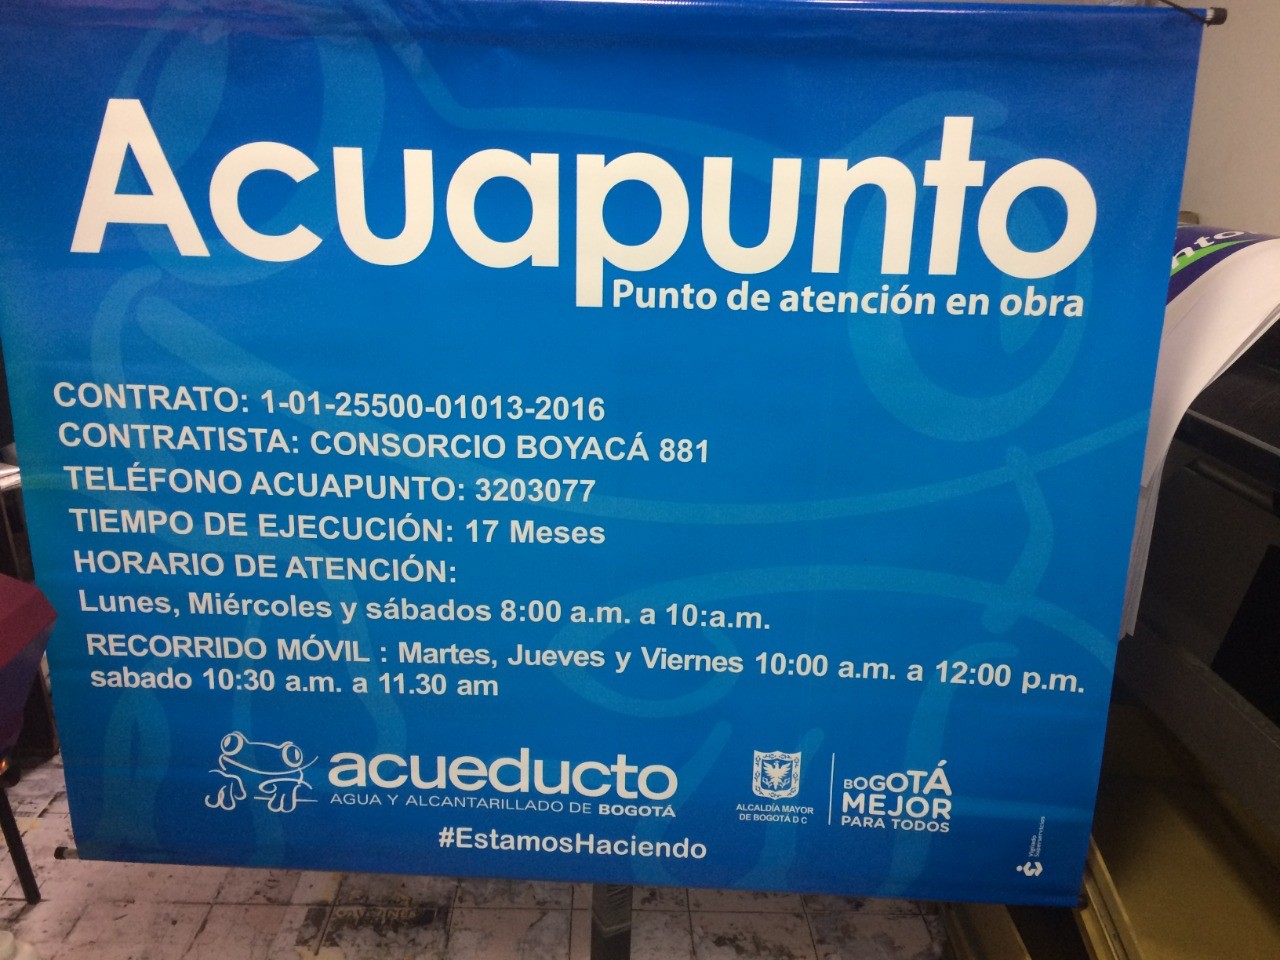 Acuapunto
Punto de atención en obra
CONTRATO: 1-01-25500-01013-2016
CONTRATISTA: CONSORCIO BOYACÁ 881
TELÉFONO ACUAPUNTO: 3203077
TIEMPO DE EJECUCIÓN: 17 Meses
HORARIO DE ATENCIÓN:
Lunes, Miércoles y sábados 8:00 a.m. a 10:a.m.
RECORRIDO MÓVIL : Martes, Jueves y Viernes 10:00 a.m. a 12:00 p.m.
sabado 10:30 a.m. a 11.30 am
acueducto
AGUA Y ALCANTARILLADO DE BOGOTÁ
ALCALDÍA MAYOR
DE BOGOTÁ D C
BOGOTÁ
MEJOR
PARA TODOS
#EstamosHaciendo